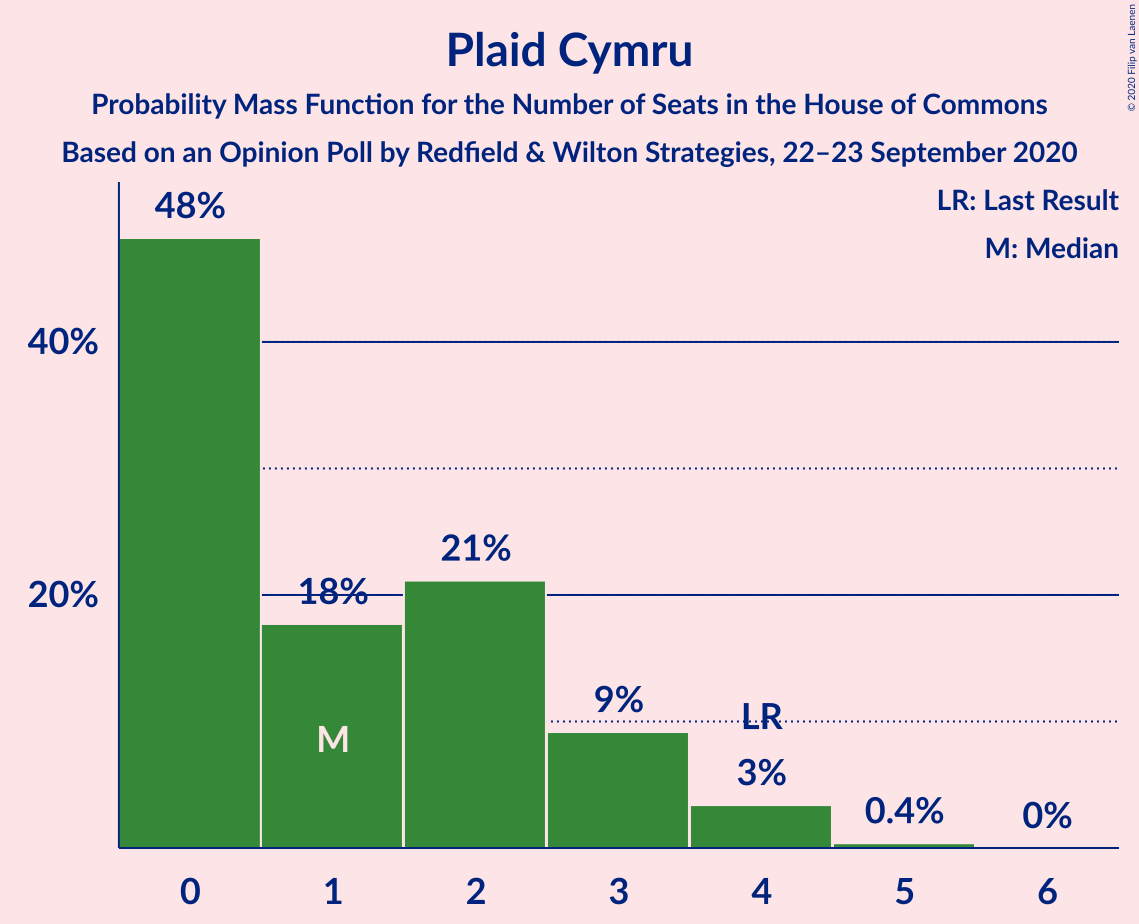 Plaid Cymru
Probability Mass Function for the Number of Seats in the House of Commons
Based on an Opinion Poll by Redfield & Wilton Strategies, 22–23 September 2020
© 2020 Filip van Laenen
LR: Last Result
M: Median
48%
40%
21%
20%
18%
9%
LR
M
3%
0.4%
0%
0 1 2 3 4 5 6